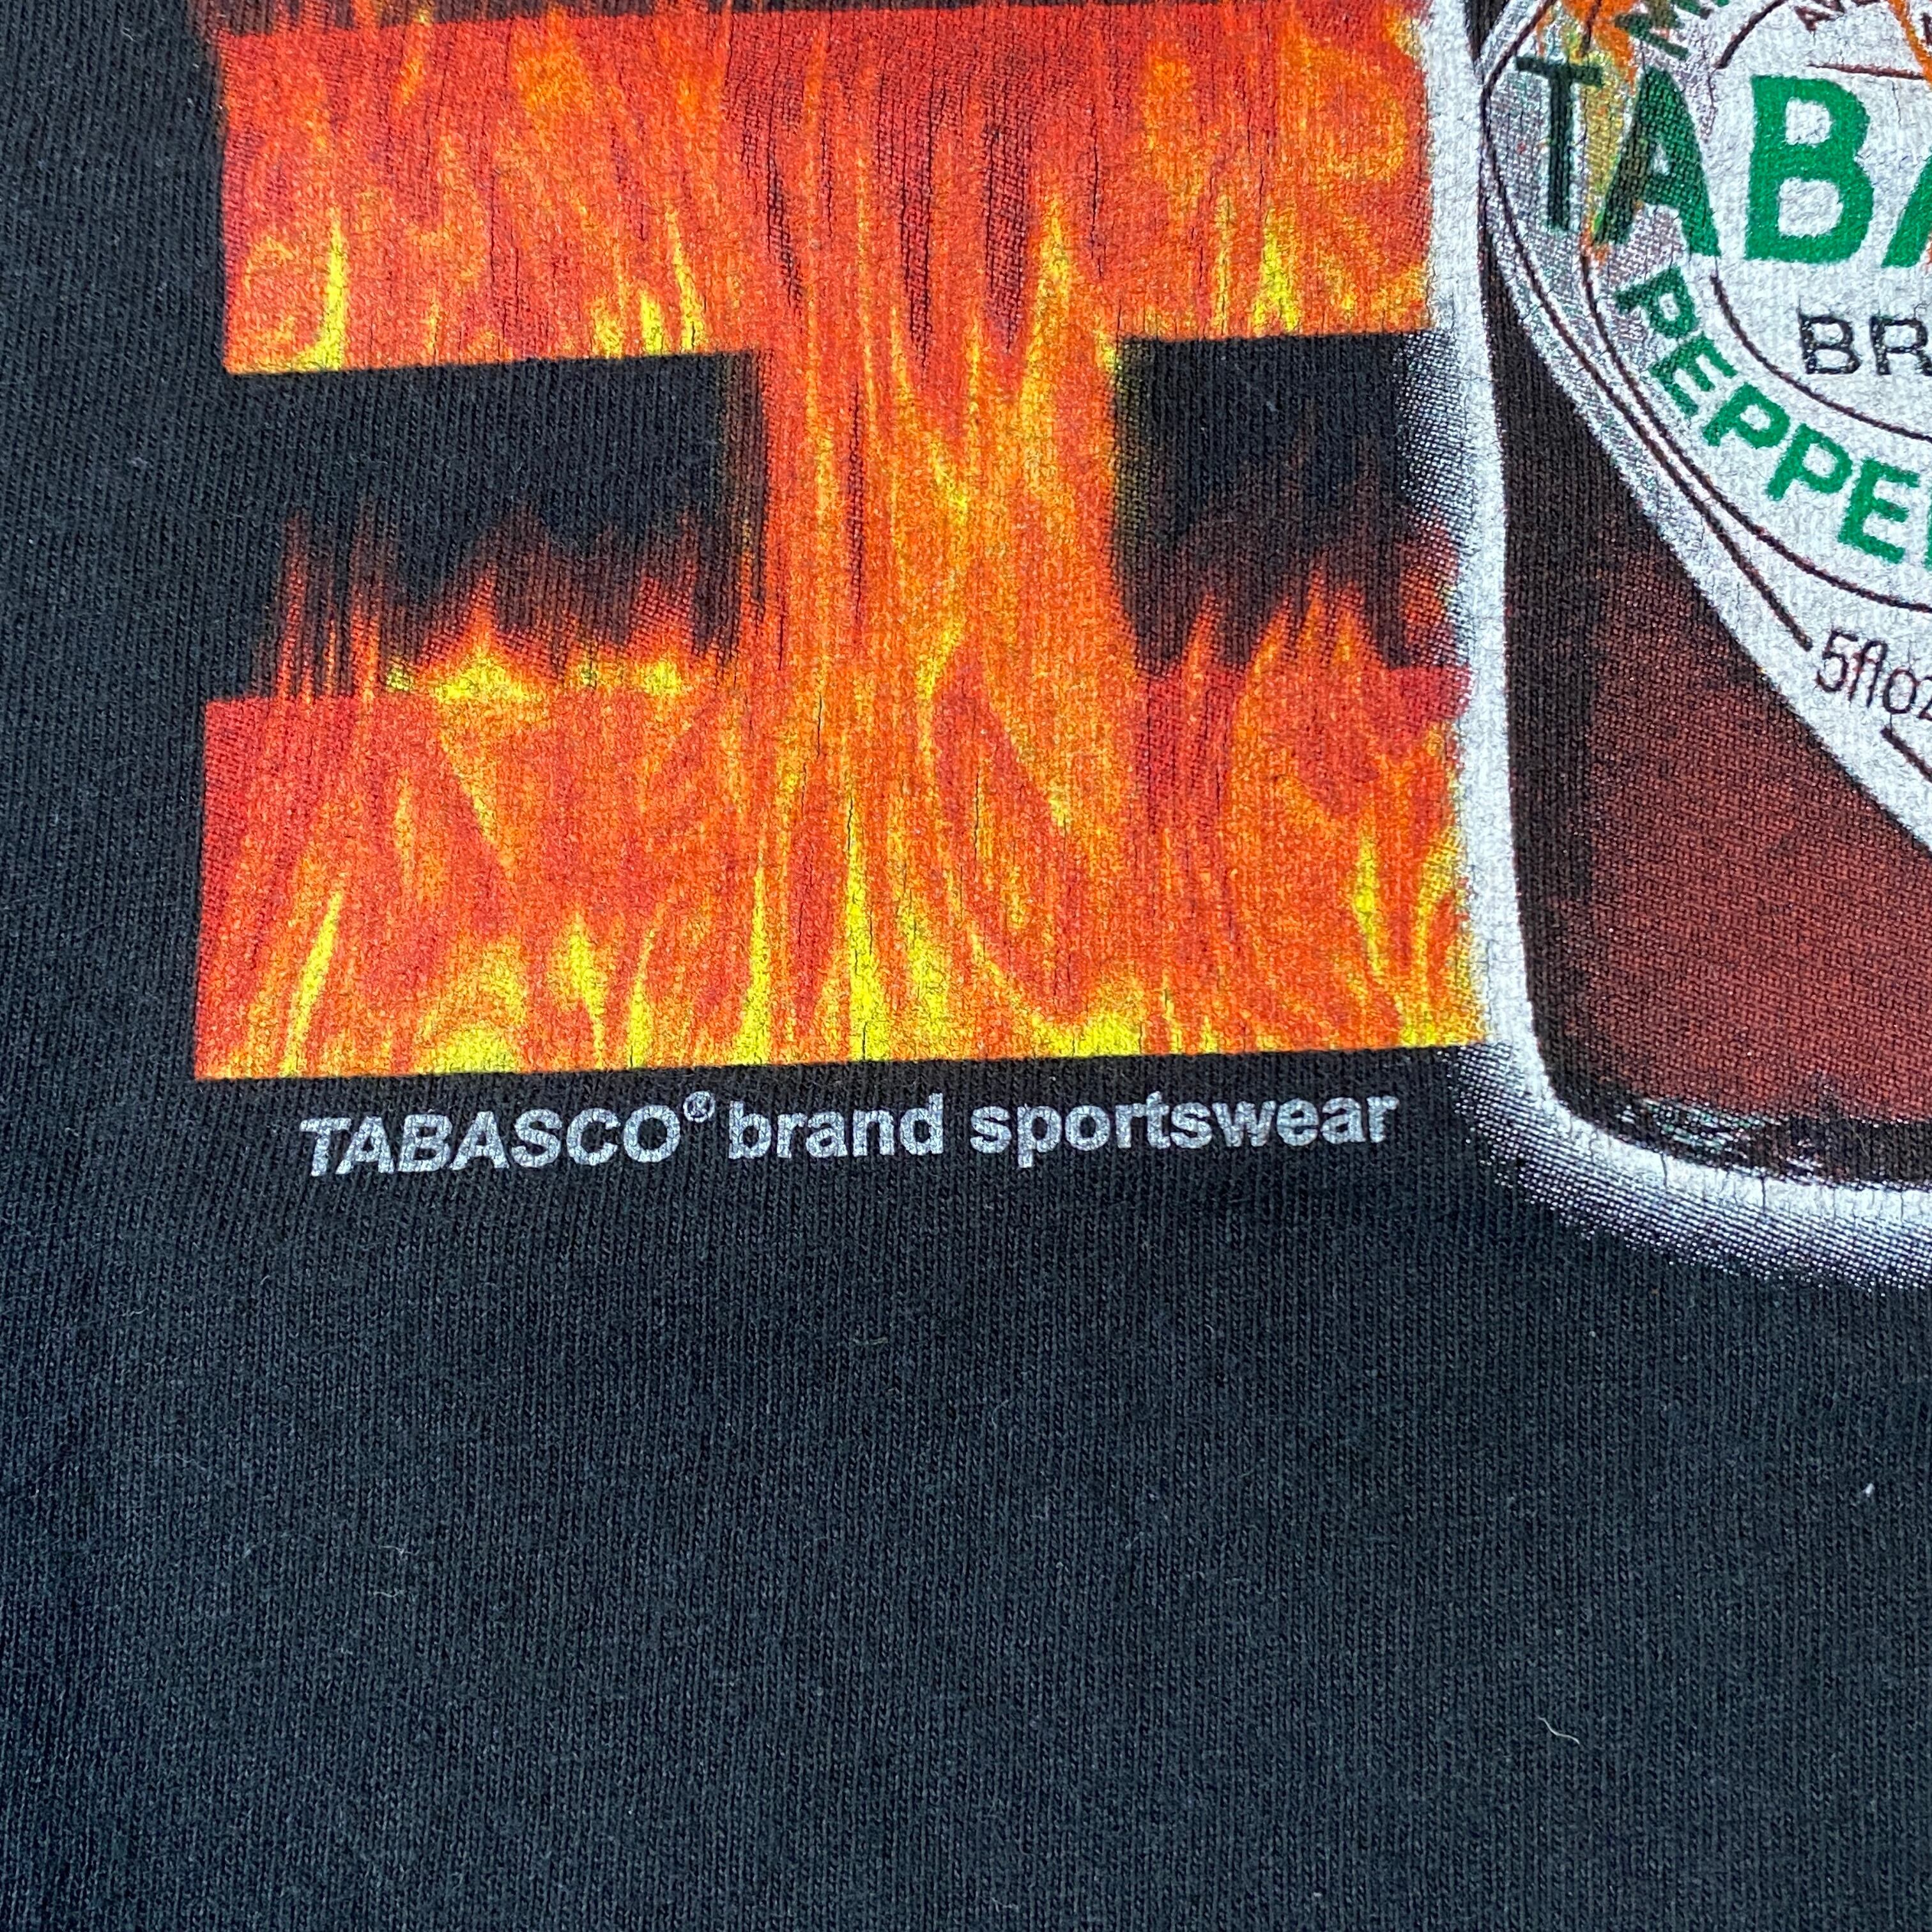 TABA
BR
PEPPE
5floz
TABASCO® brand sportswear